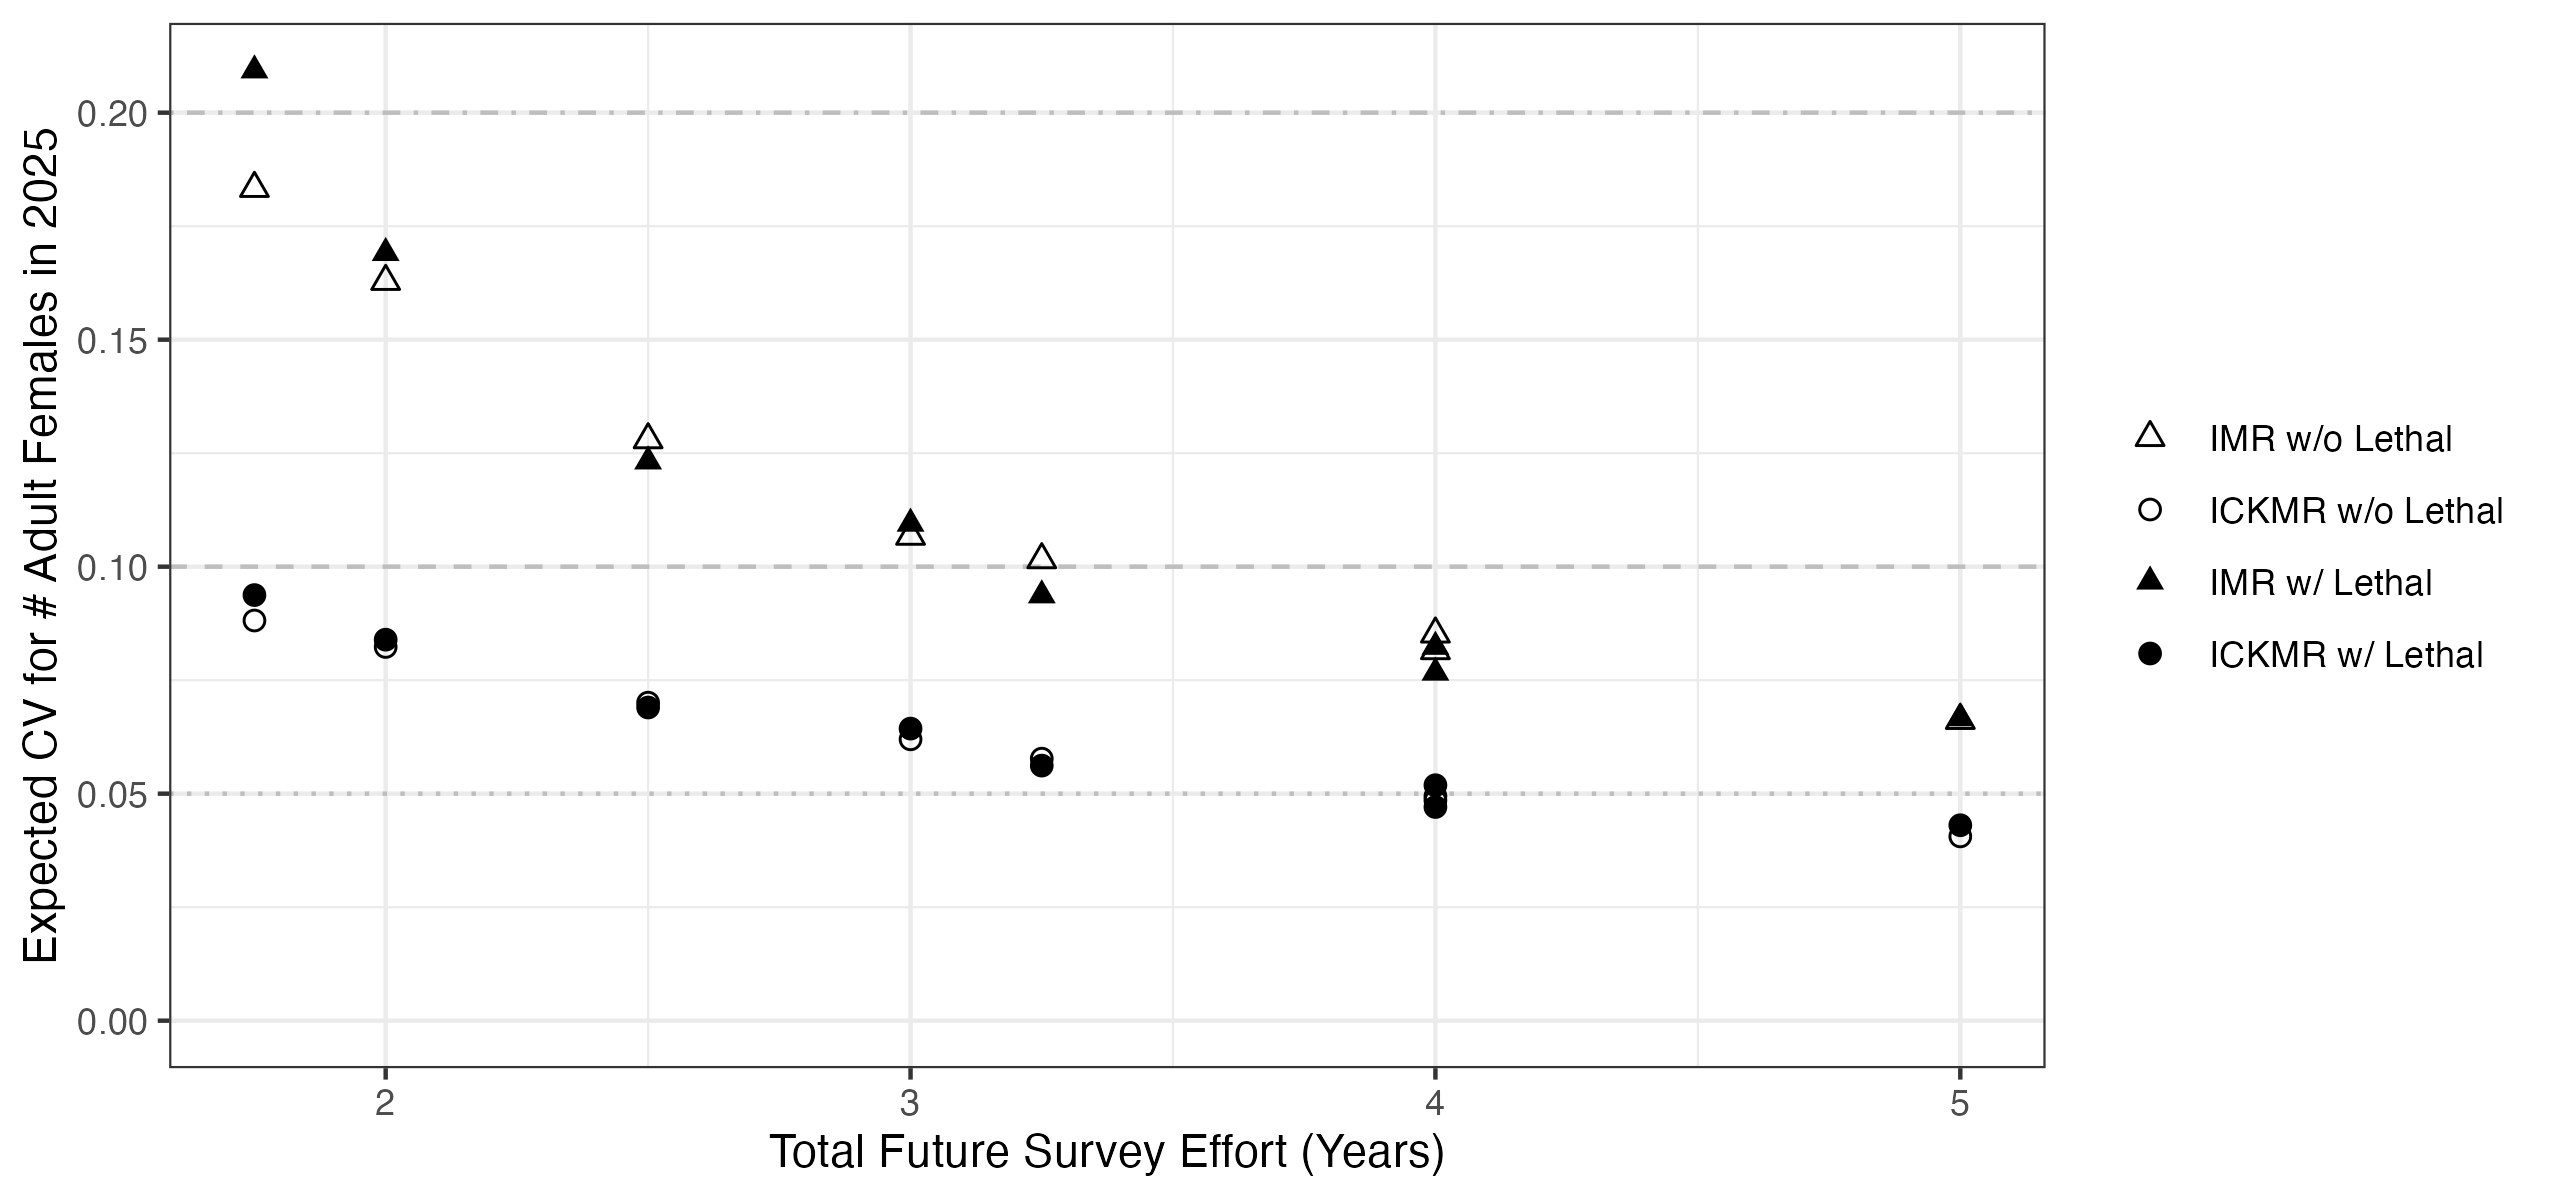 Expected CV for # Adult Females in 2025
0.20
0.15
0.10
0.05
0.00
2
3
4
5
Total Future Survey Effort (Years)
IMR w/o Lethal
ICKMR w/o Lethal
IMR w/ Lethal
ICKMR w/ Lethal